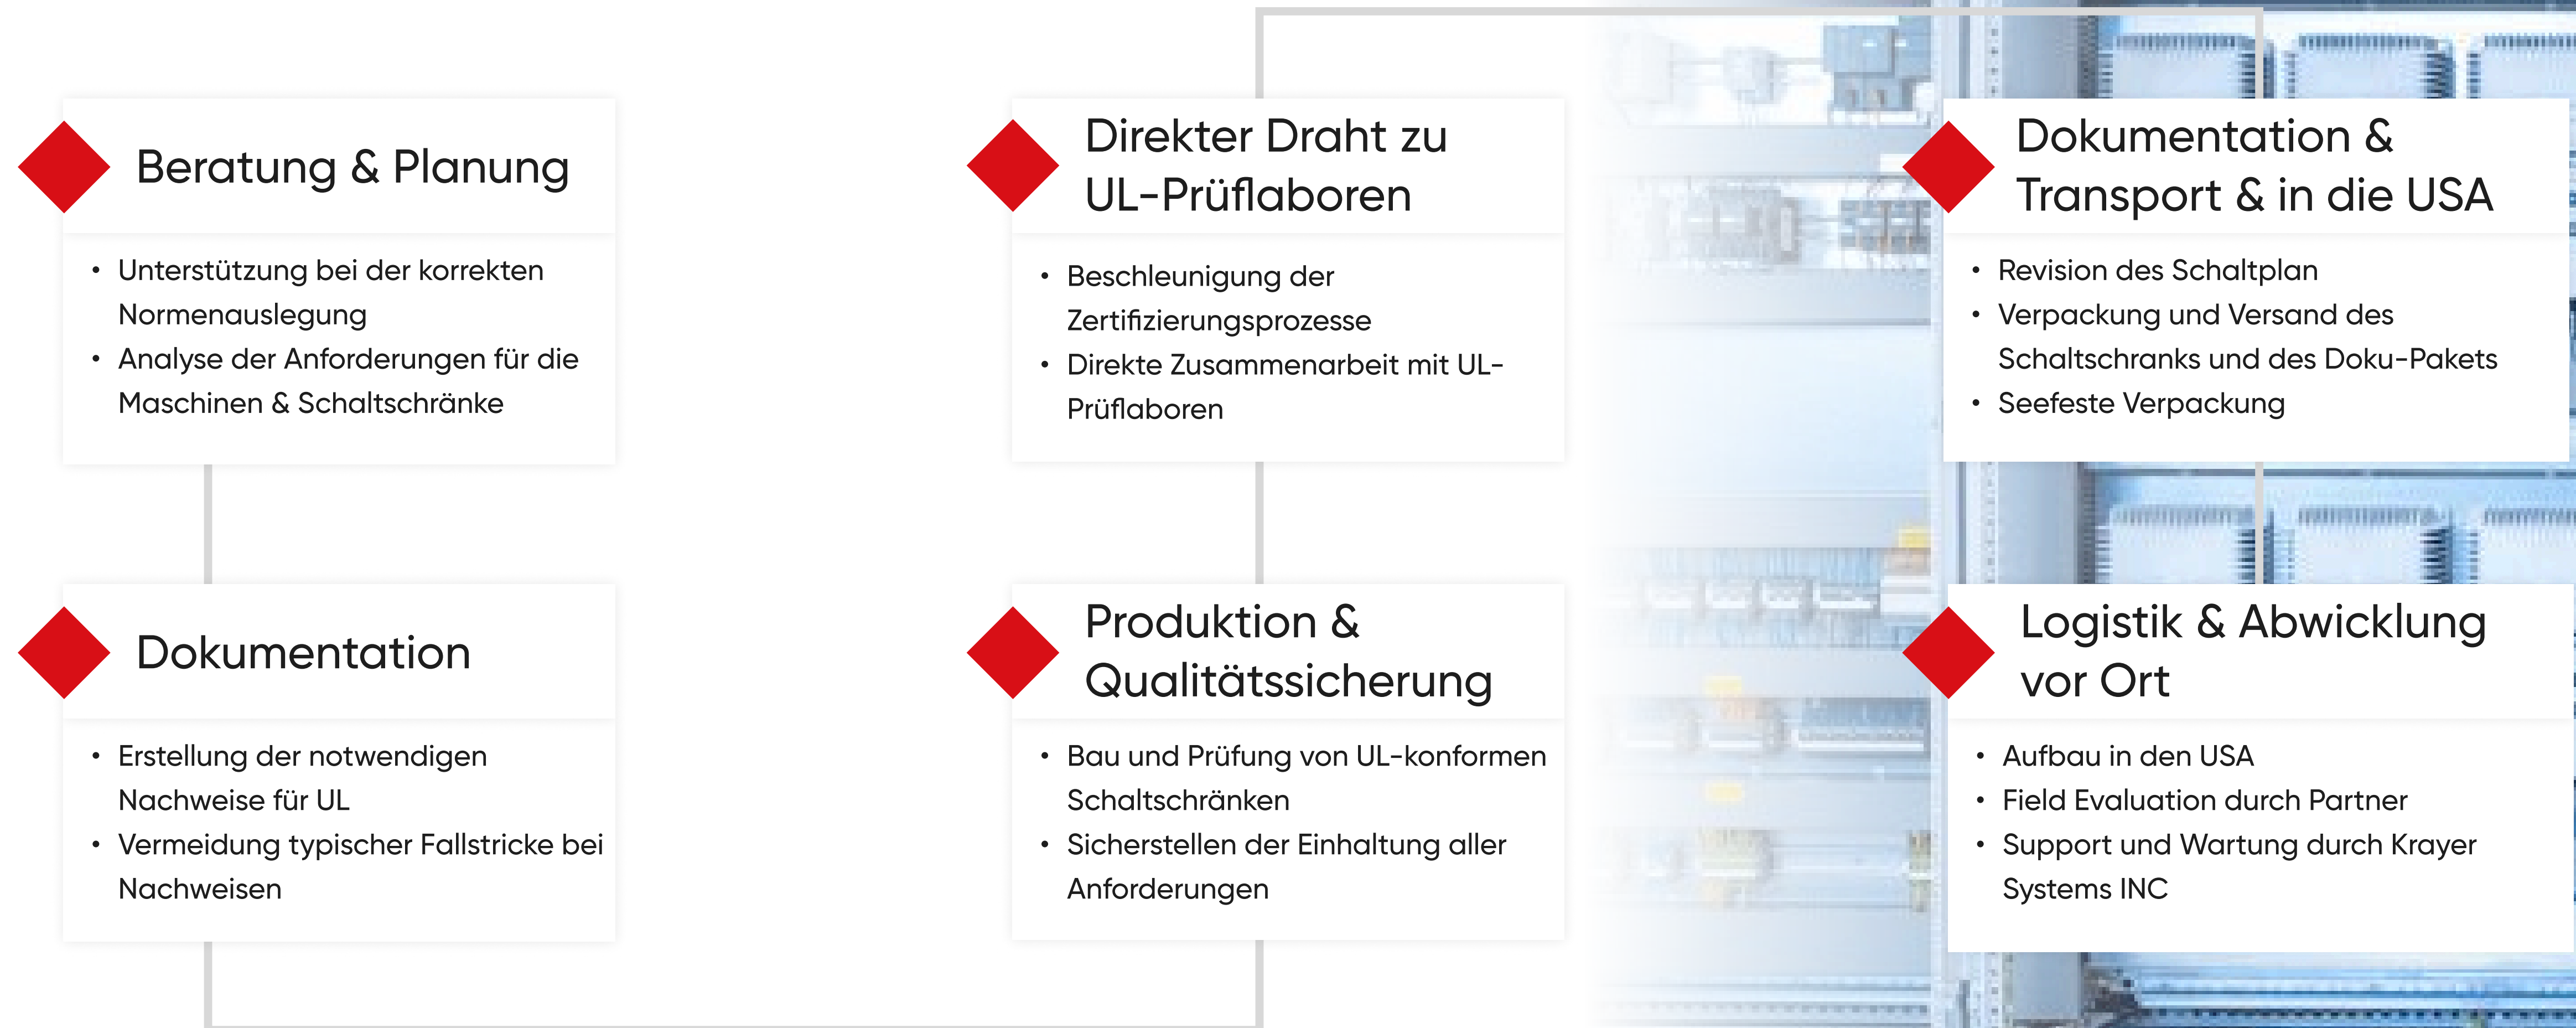 Beratung & Planung
• Unterstützung bei der korrekten
Normenauslegung
• Analyse der Anforderungen für die
Maschinen & Schaltschränke
Dokumentation
• Erstellung der notwendigen
Nachweise für UL
• Vermeidung typischer Fallstricke bei
Nachweisen
Direkter Draht zu
UL-Prüflaboren
• Beschleunigung der
Zertifizierungsprozesse
• Direkte Zusammenarbeit mit UL-
Prüflaboren
Produktion &
Qualitätssicherung
• Bau und Prüfung von UL-konformen
Schaltschränken
• Sicherstellen der Einhaltung aller
Anforderungen
Dokumentation &
Transport & in die USA
• Revision des Schaltplan
• Verpackung und Versand des
Schaltschranks und des Doku-Pakets
• Seefeste Verpackung
Logistik & Abwicklung
vor Ort
• Aufbau in den USA
• Field Evaluation durch Partner
• Support und Wartung durch Krayer
Systems INC